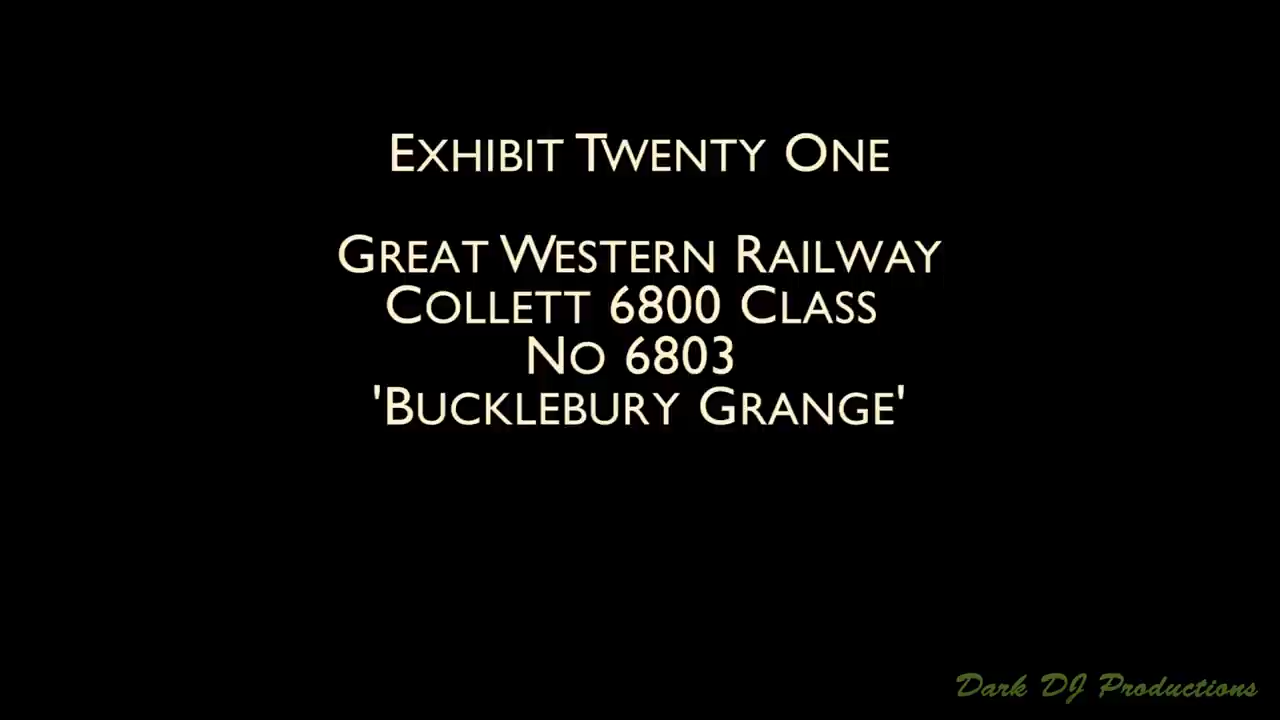 Exhibit Twenty One
Great Western Railway
Collett 6800 Class
No 6803
'Bucklebury Grange'
Dark DJ Productions